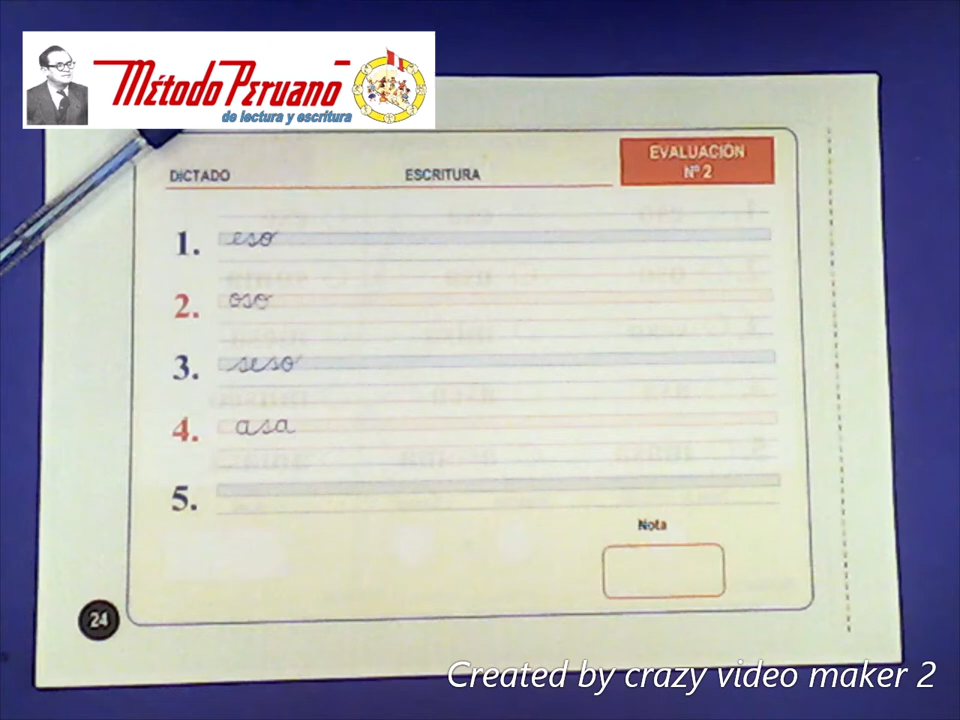 Método Peruano
de lectura y escritura
EVALUACIÓN
Nº 2
DICTADO ESCRITURA
1. eso
2. oso
3. seso
4. asa
5.
Nota
24
Created by crazy video maker 2